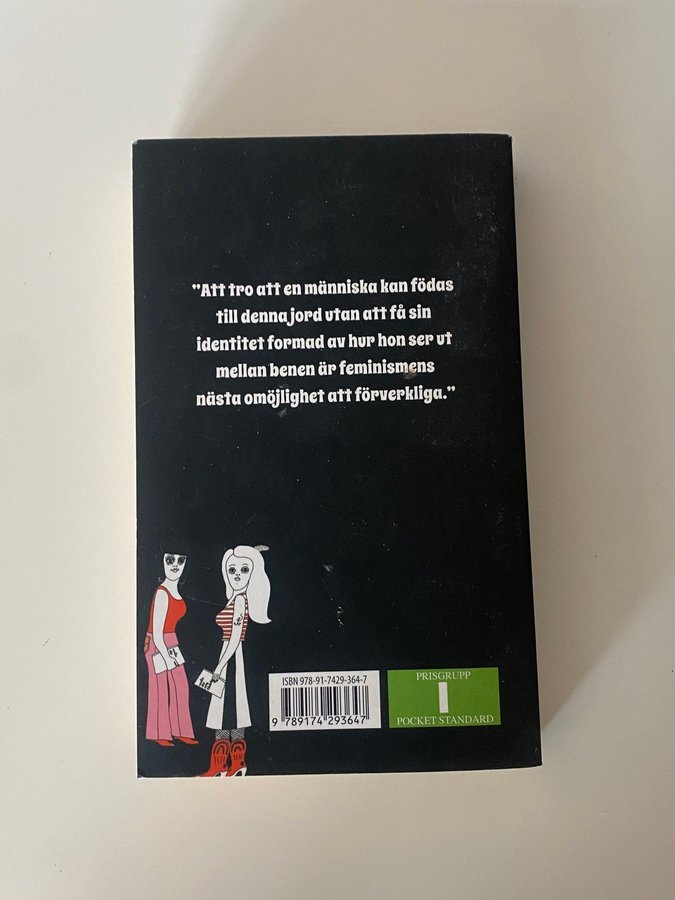 ”Att tro att en människa kan födas
till denna jord utan att få sin
identitet formad av hur hon ser ut
mellan benen är feminismens
nästa omöjlighet att förverkliga.”
ISBN 978-91-7429-364-7
9 789174 293647
PRISGRUPP
I
POCKET STANDARD